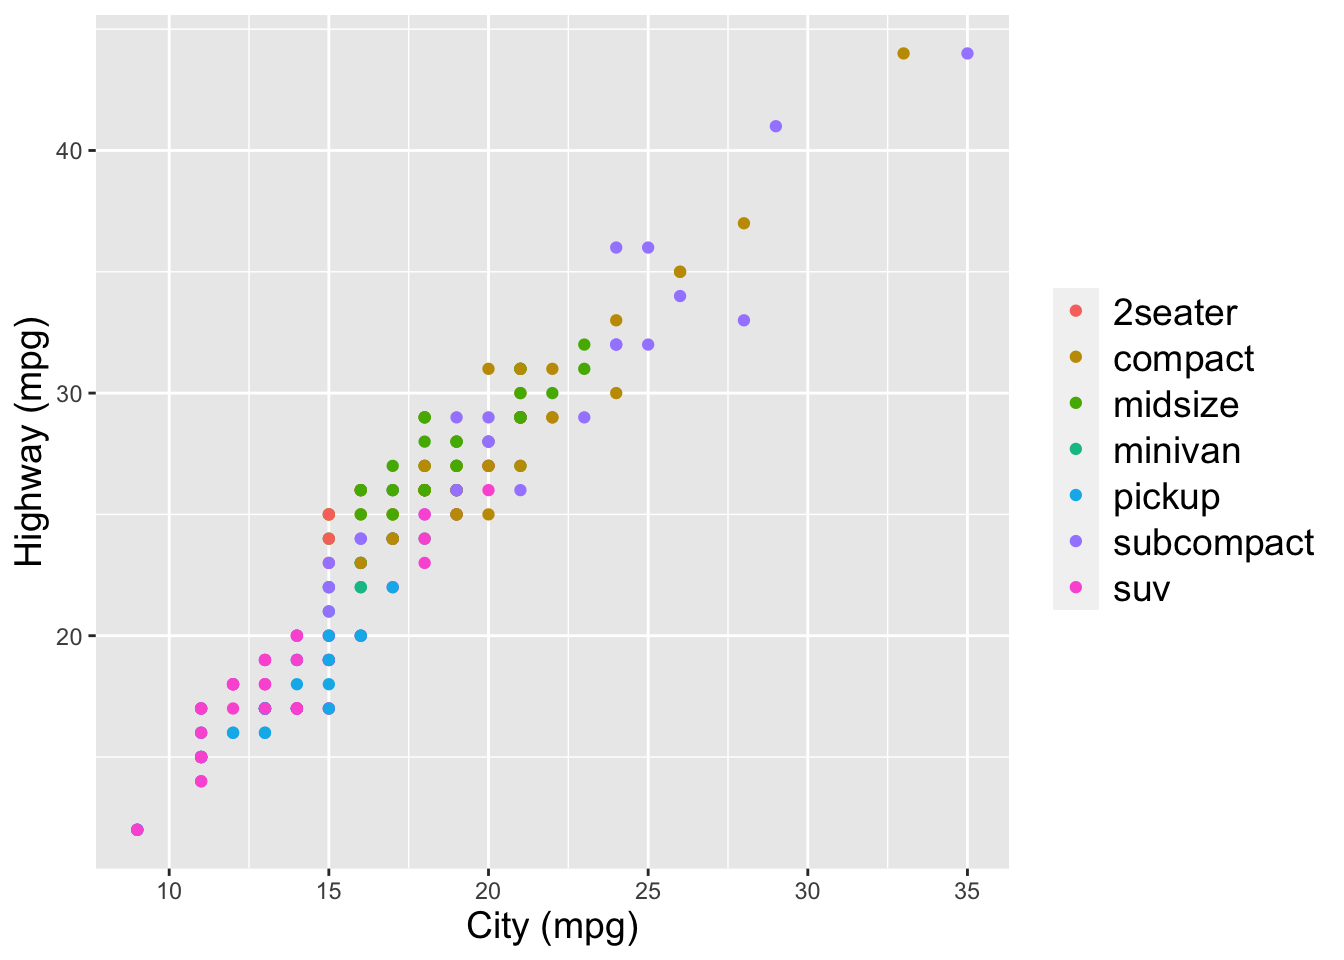 Highway (mpg)
40
30
20
10 15 20 25 30 35
City (mpg)
2seater
compact
midsize
minivan
pickup
subcompact
suv